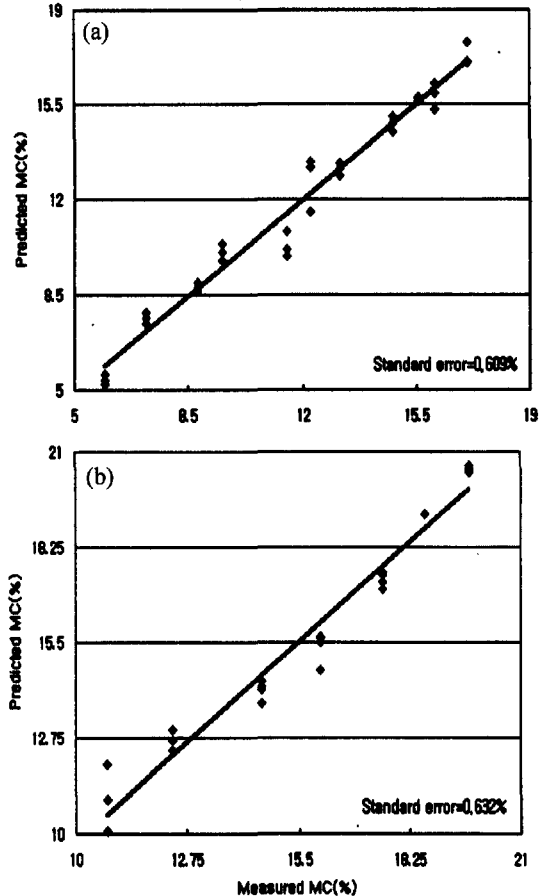 (a)
Predicted MC(%)
19
15.5
12
8.5
5
Standard error=0,609%
5 8.5 12 15.5 19
(b)
Predicted MC(%)
21
18.25
15.5
12.75
10
Standard error=0,632%
10 12.75 15.5 18.25 21
Measured MC(%)